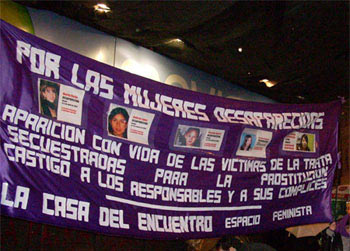 POR LAS MUJERES DESAPARECIDAS
APARICION CON VIDA DE LAS VICTIMAS DE LA TRATA
SECUESTRADAS PARA LA PROSTITUCION
CASTIGO A LOS RESPONSABLES Y A SUS COMPLICES
LA CASA DEL ENCUENTRO ESPACIO FEMINISTA